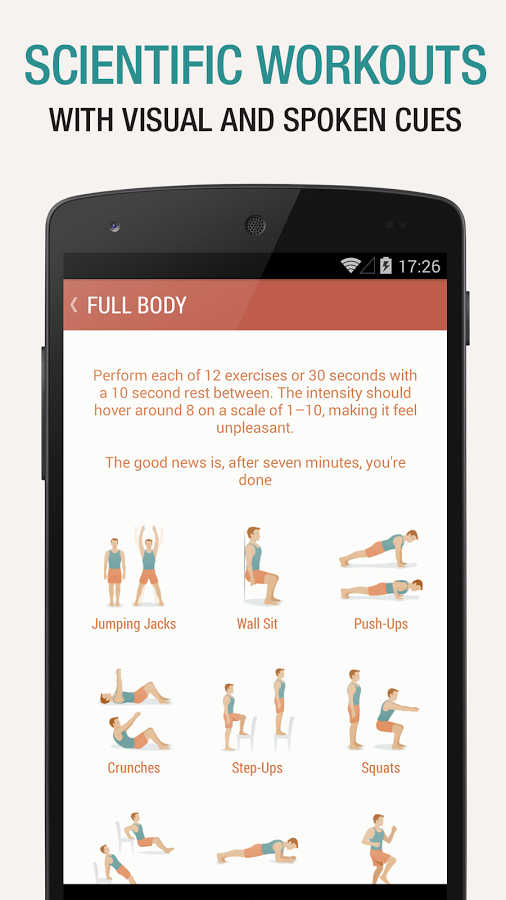 SCIENTIFIC WORKOUTS
WITH VISUAL AND SPOKEN CUES
17:26
FULL BODY
Perform each of 12 exercises or 30 seconds with
a 10 second rest between. The intensity should
hover around 8 on a scale of 1–10, making it feel
unpleasant.
The good news is, after seven minutes, you're
done
Jumping Jacks
Wall Sit
Push-Ups
Crunches
Step-Ups
Squats